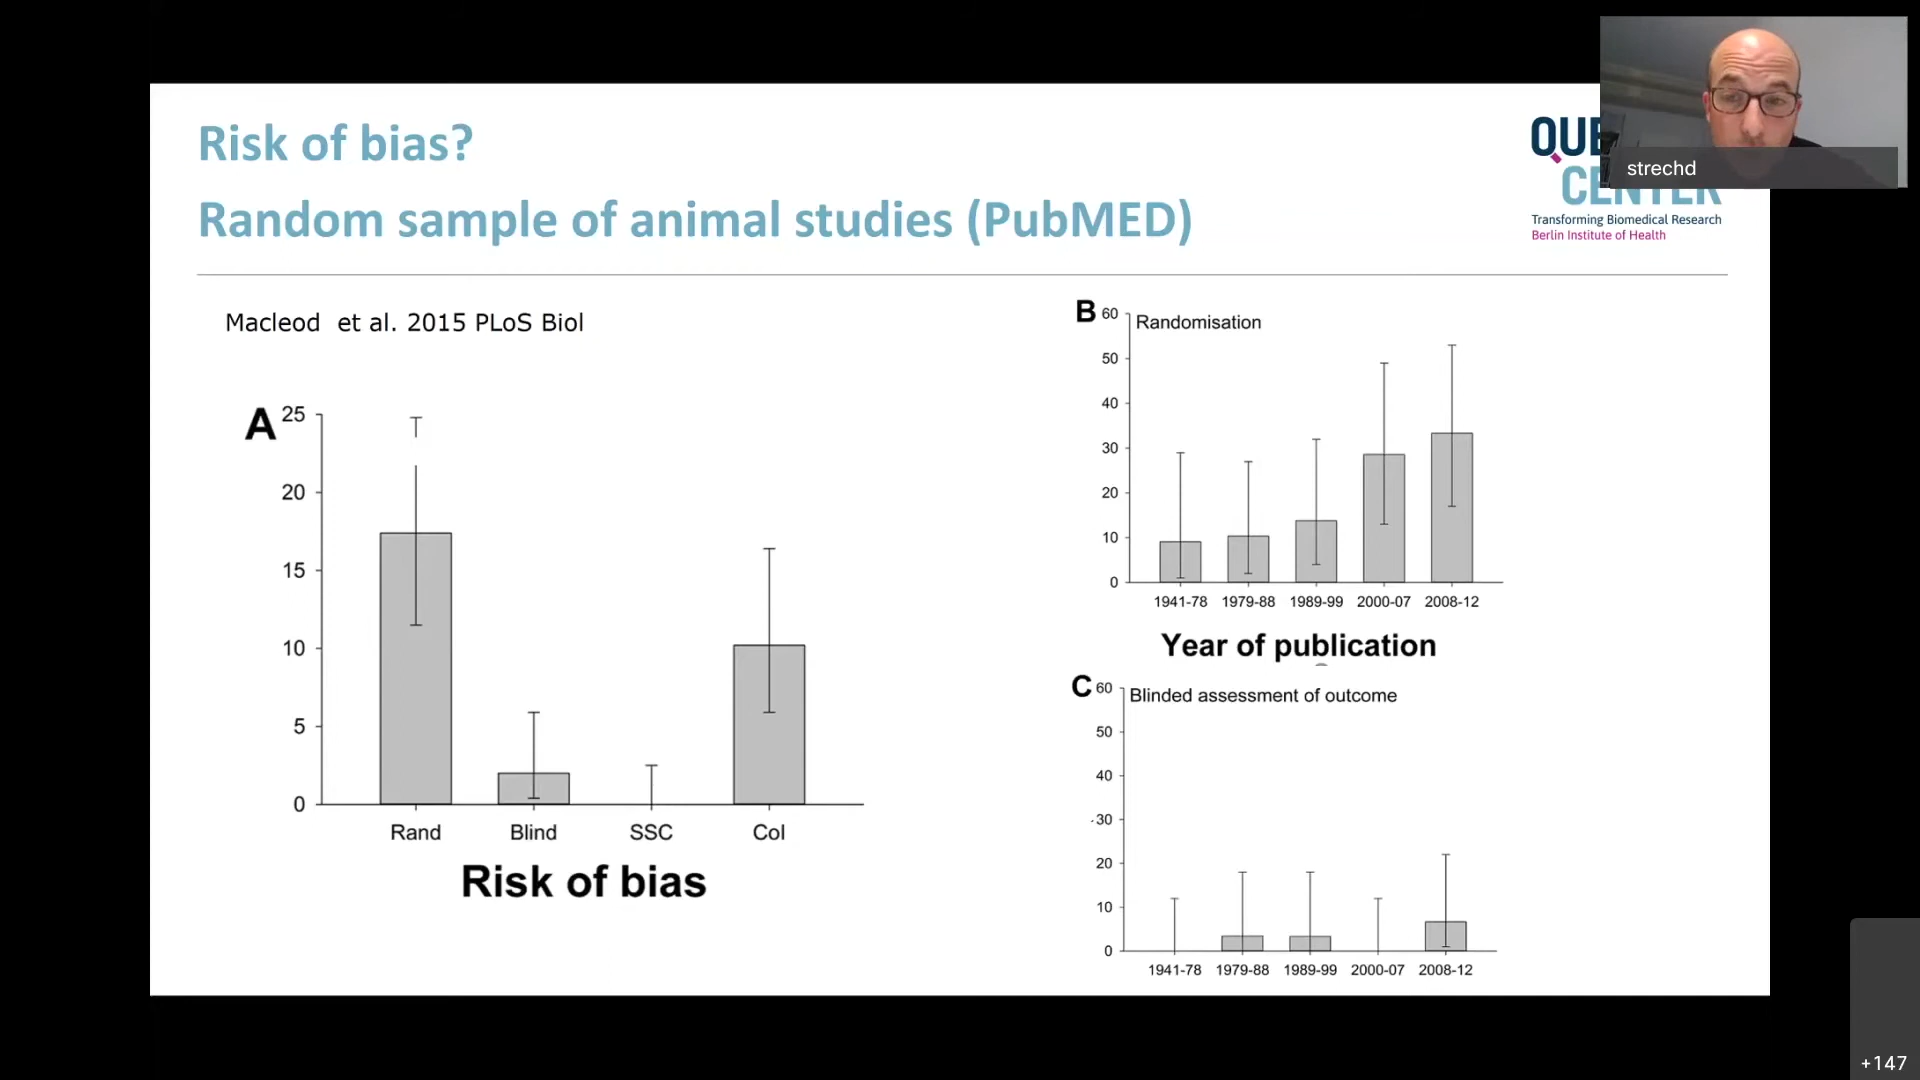 Risk of bias?
Random sample of animal studies (PubMED)
QUE
CENTER
Transforming Biomedical Research
Berlin Institute of Health
strechd
Macleod et al. 2015 PLoS Biol
A
25
20
15
10
5
0
Rand Blind SSC CoI
Risk of bias
B
Randomisation
60
50
40
30
20
10
0
1941-78 1979-88 1989-99 2000-07 2008-12
Year of publication
C
Blinded assessment of outcome
60
50
40
30
20
10
0
1941-78 1979-88 1989-99 2000-07 2008-12
+147